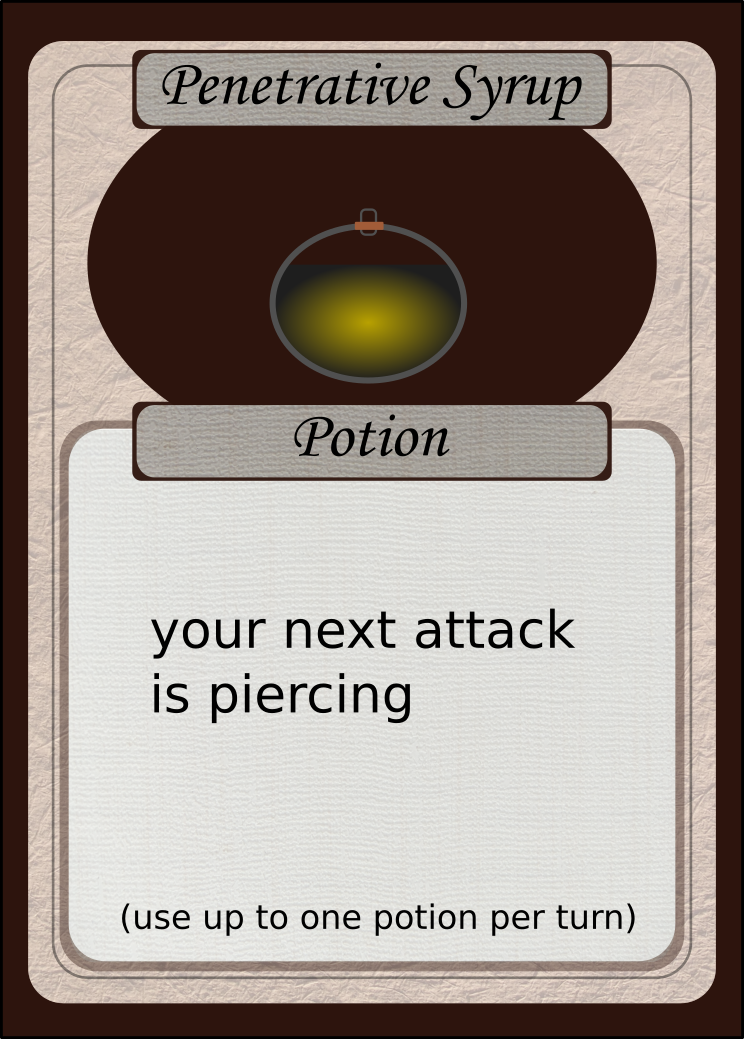 Penetrative Syrup
Potion
your next attack
is piercing
(use up to one potion per turn)